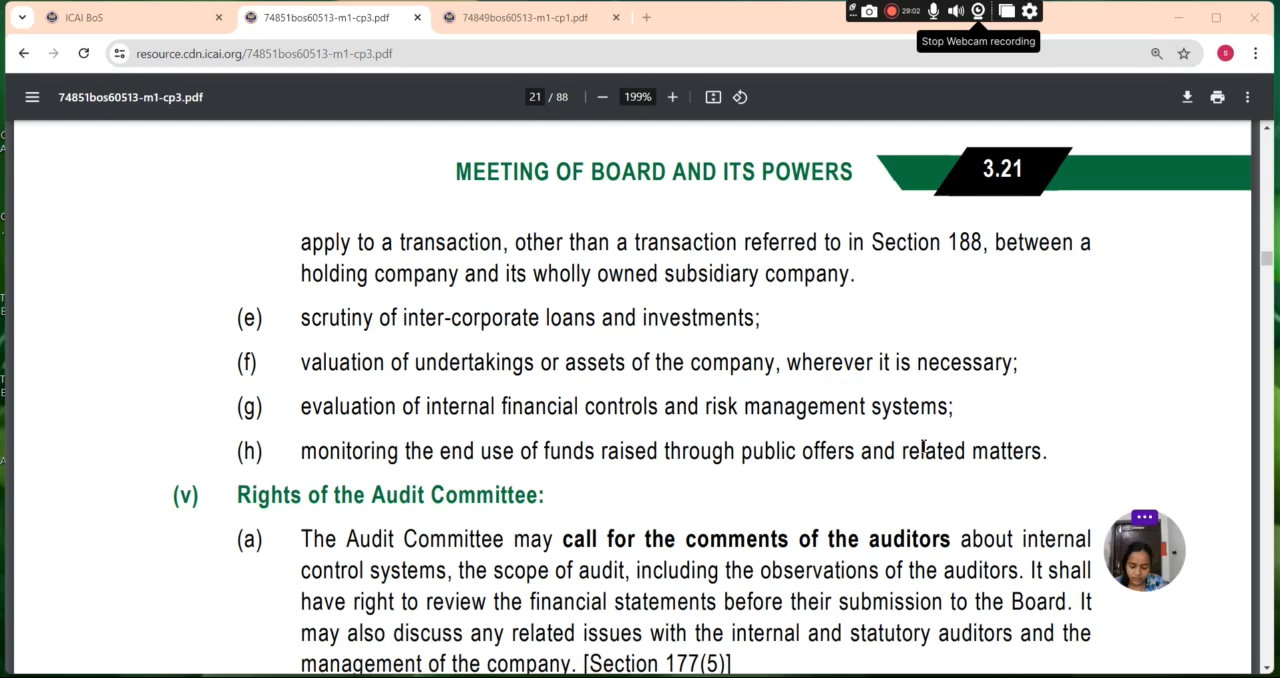 ICAI BoS
74851bos60513-m1-cp3.pdf
74849bos60513-m1-cp1.pdf
29:02
Stop Webcam recording
resource.cdn.icai.org/74851bos60513-m1-cp3.pdf
S
74851bos60513-m1-cp3.pdf
21 / 88
199%
MEETING OF BOARD AND ITS POWERS
3.21
apply to a transaction, other than a transaction referred to in Section 188, between a
holding company and its wholly owned subsidiary company.
(e) scrutiny of inter-corporate loans and investments;
(f) valuation of undertakings or assets of the company, wherever it is necessary;
(g) evaluation of internal financial controls and risk management systems;
(h) monitoring the end use of funds raised through public offers and related matters.
(v) Rights of the Audit Committee:
(a) The Audit Committee may call for the comments of the auditors about internal
control systems, the scope of audit, including the observations of the auditors. It shall
have right to review the financial statements before their submission to the Board. It
may also discuss any related issues with the internal and statutory auditors and the
management of the company. [Section 177(5)]